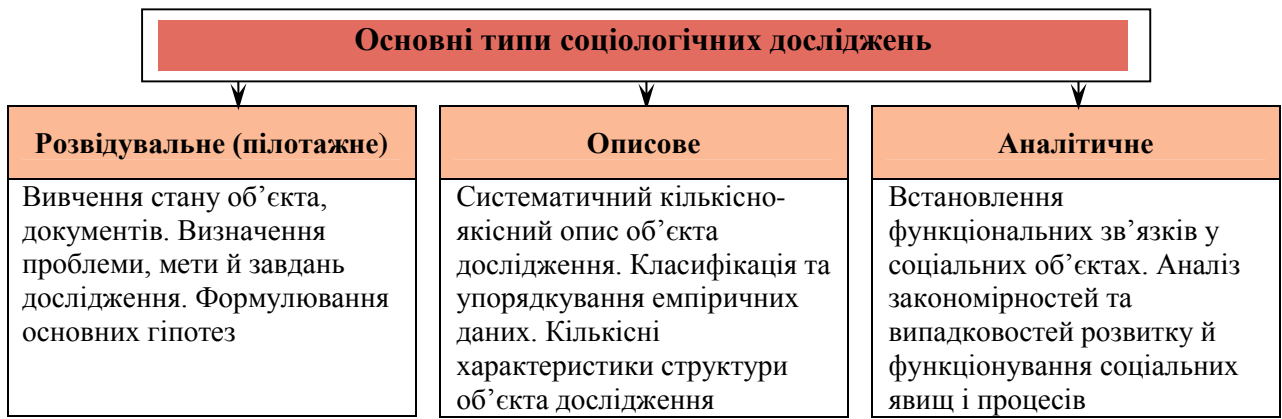 Основні типи соціологічних досліджень
Розвідувальне (пілотажне)
Вивчення стану об’єкта,
документів. Визначення
проблеми, мети й завдань
дослідження. Формулювання
основних гіпотез
Описове
Систематичний кількісно-
якісний опис об’єкта
дослідження. Класифікація та
упорядкування емпіричних
даних. Кількісні
характеристики структури
об’єкта дослідження
Аналітичне
Встановлення
функціональних зв’язків у
соціальних об’єктах. Аналіз
закономірностей та
випадковостей розвитку й
функціонування соціальних
явищ і процесів